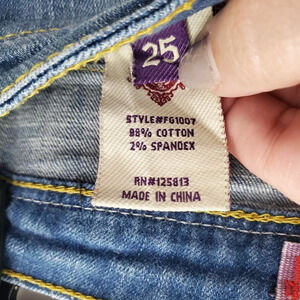 25
STYLE#FG1007
98% COTTON
2% SPANDEX
RN#125813
MADE IN CHINA